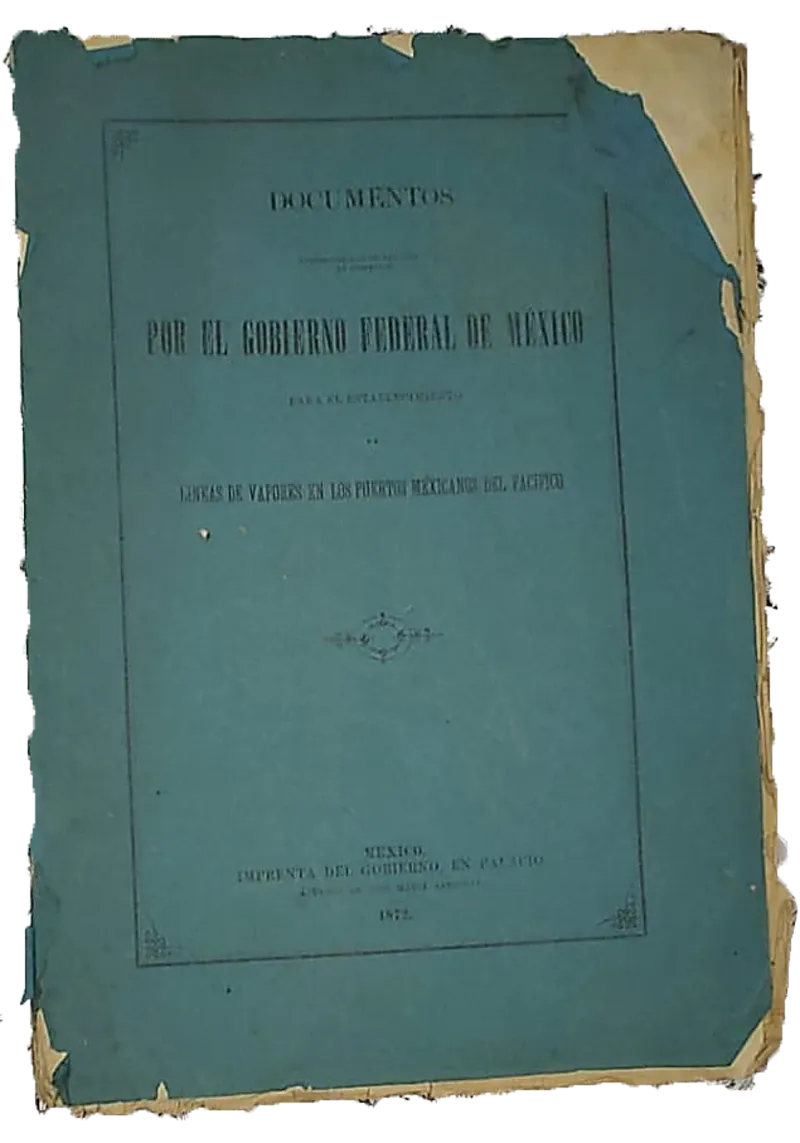 DOCUMENTOS
POR EL GOBIERNO FEDERAL DE MÉXICO
PARA EL ESTABLECIMIENTO
DE
LINEAS DE VAPORES EN LOS PUERTOS MEXICANOS DEL PACIFICO
MEXICO.
IMPRENTA DEL GOBIERNO, EN PALACIO
1872.